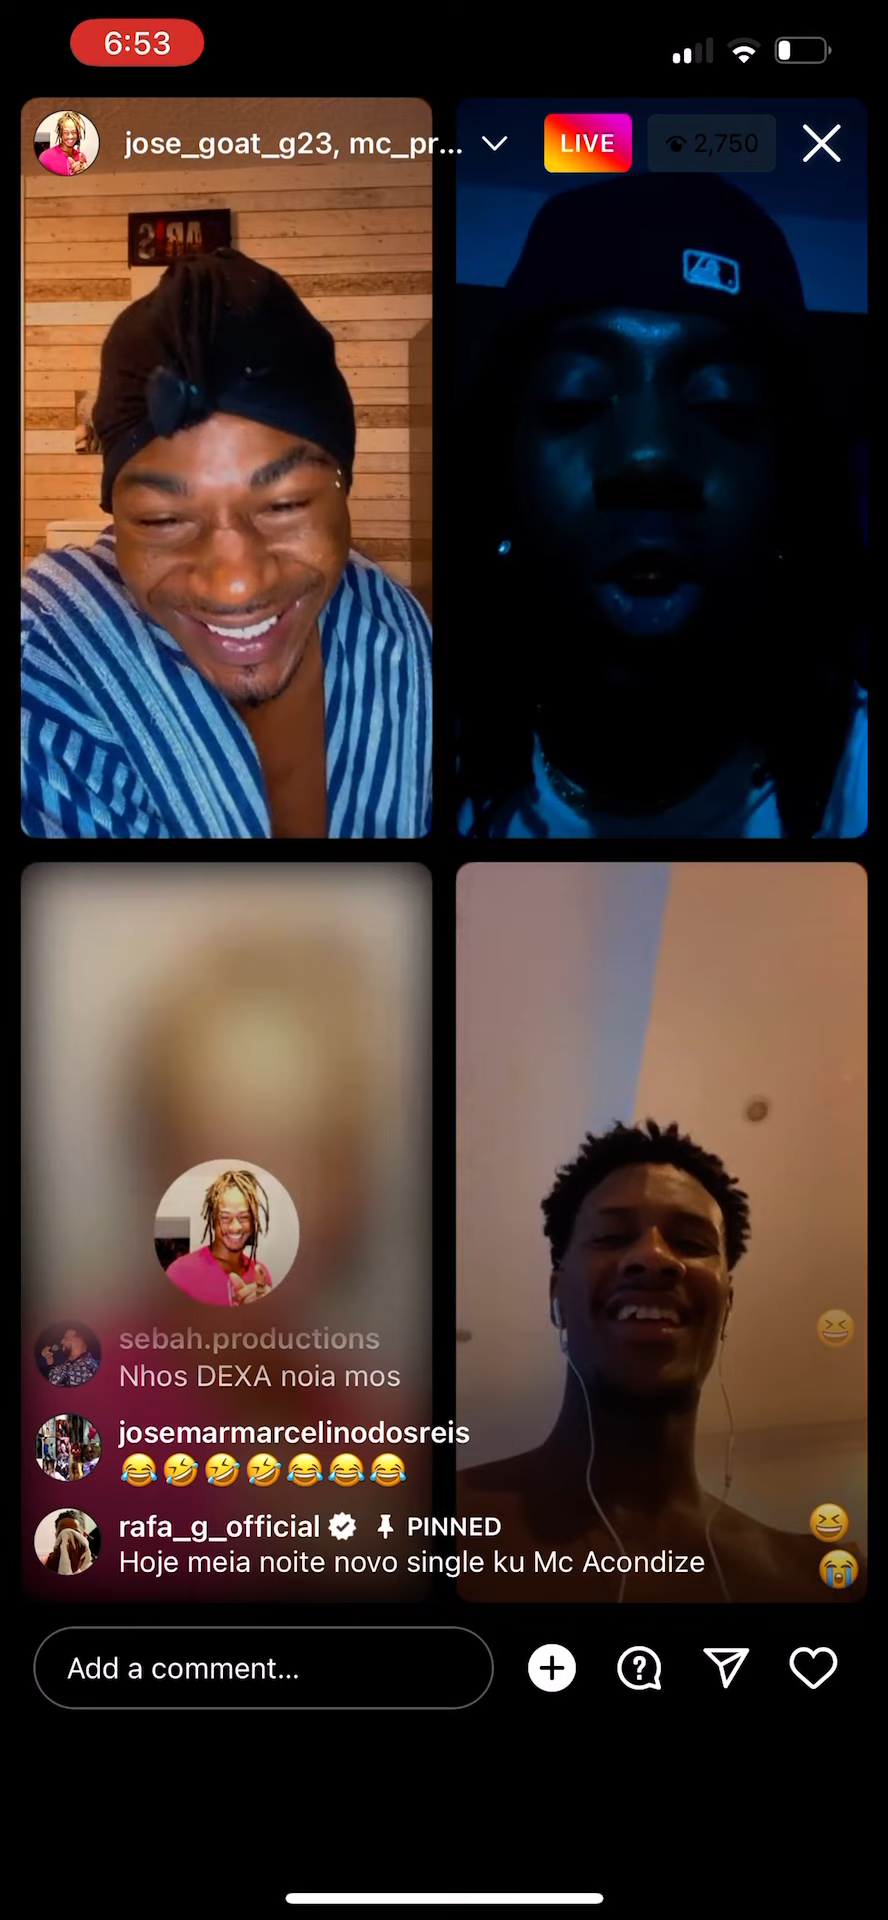 6:53
jose_goat_g23, mc_pr...
LIVE
2,750
sebah.productions
Nhos DEXA noia mos
josemarmarcelinodosreis
😂🤣🤣🤣😂😂😂
rafa_g_official PINNED
Hoje meia noite novo single ku Mc Acondize
Add a comment...